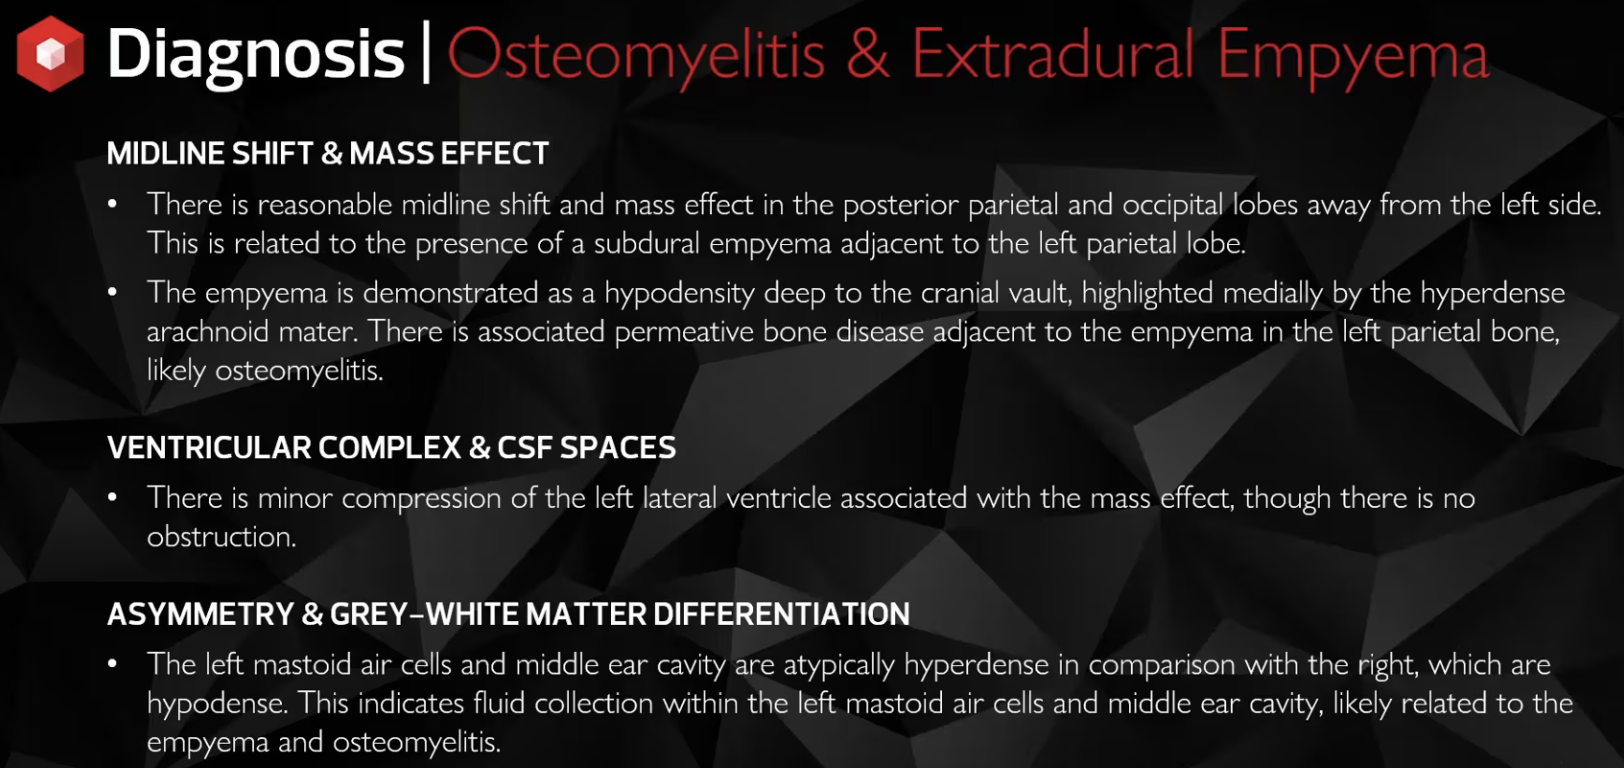 Diagnosis | Osteomyelitis & Extradural Empyema
MIDLINE SHIFT & MASS EFFECT
• There is reasonable midline shift and mass effect in the posterior parietal and occipital lobes away from the left side.
This is related to the presence of a subdural empyema adjacent to the left parietal lobe.
• The empyema is demonstrated as a hypodensity deep to the cranial vault, highlighted medially by the hyperdense
arachnoid mater. There is associated permeative bone disease adjacent to the empyema in the left parietal bone,
likely osteomyelitis.
VENTRICULAR COMPLEX & CSF SPACES
• There is minor compression of the left lateral ventricle associated with the mass effect, though there is no
obstruction.
ASYMMETRY & GREY–WHITE MATTER DIFFERENTIATION
• The left mastoid air cells and middle ear cavity are atypically hyperdense in comparison with the right, which are
hypodense. This indicates fluid collection within the left mastoid air cells and middle ear cavity, likely related to the
empyema and osteomyelitis.